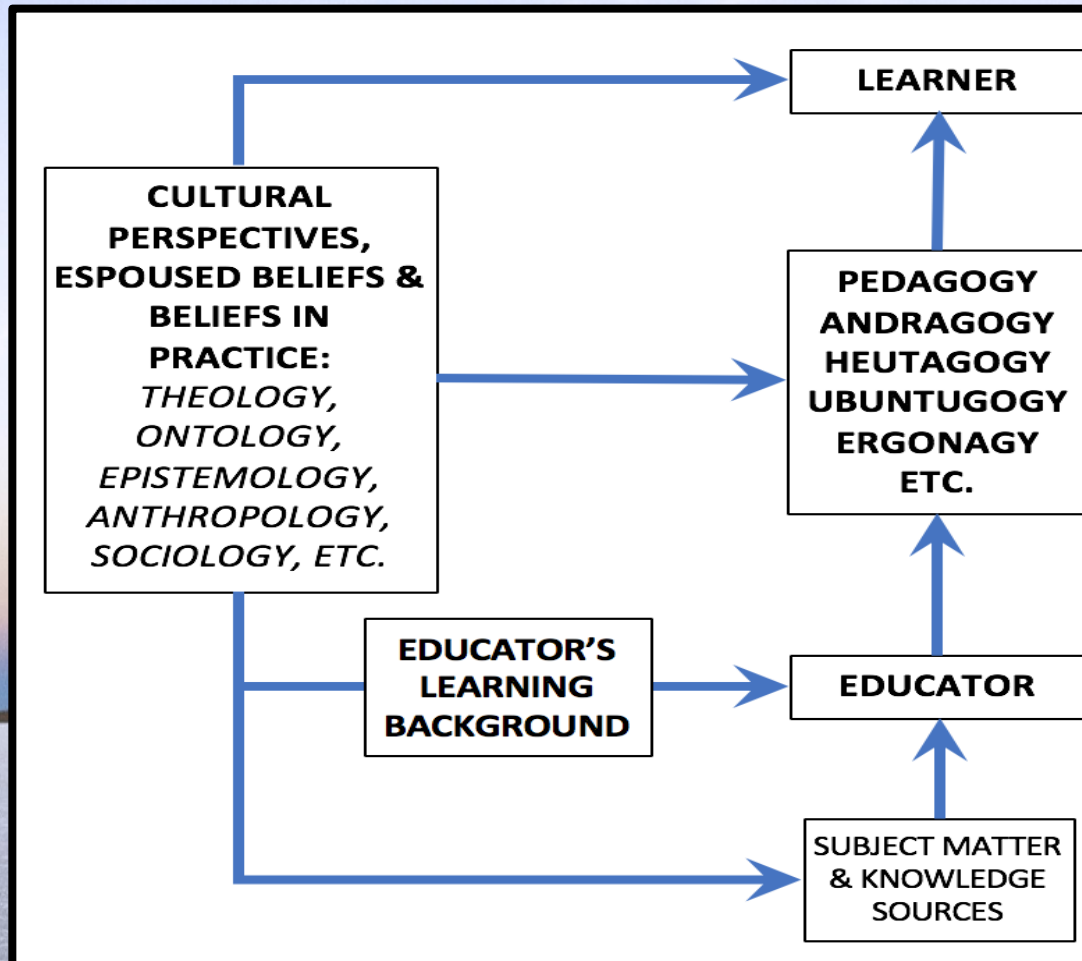 LEARNER
CULTURAL
PERSPECTIVES,
ESPOUSED BELIEFS &
BELIEFS IN
PRACTICE:
THEOLOGY,
ONTOLOGY,
EPISTEMOLOGY,
ANTHROPOLOGY,
SOCIOLOGY, ETC.
PEDAGOGY
ANDRAGOGY
HEUTAGOGY
UBUNTUGOGY
ERGONAGY
ETC.
EDUCATOR'S
LEARNING
BACKGROUND
EDUCATOR
SUBJECT MATTER
& KNOWLEDGE
SOURCES